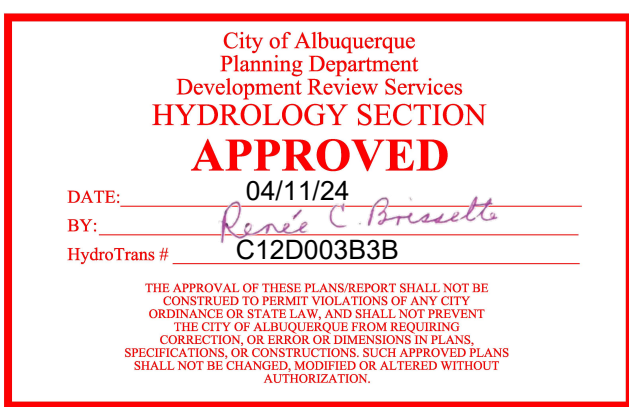 City of Albuquerque
Planning Department
Development Review Services
HYDROLOGY SECTION
APPROVED
DATE: 04/11/24
BY: Renée C. Brissette
HydroTrans # C12D003B3B
THE APPROVAL OF THESE PLANS/REPORT SHALL NOT BE
CONSTRUED TO PERMIT VIOLATIONS OF ANY CITY
ORDINANCE OR STATE LAW, AND SHALL NOT PREVENT
THE CITY OF ALBUQUERQUE FROM REQUIRING
CORRECTION, OR ERROR OR DIMENSIONS IN PLANS,
SPECIFICATIONS, OR CONSTRUCTIONS. SUCH APPROVED PLANS
SHALL NOT BE CHANGED, MODIFIED OR ALTERED WITHOUT
AUTHORIZATION.